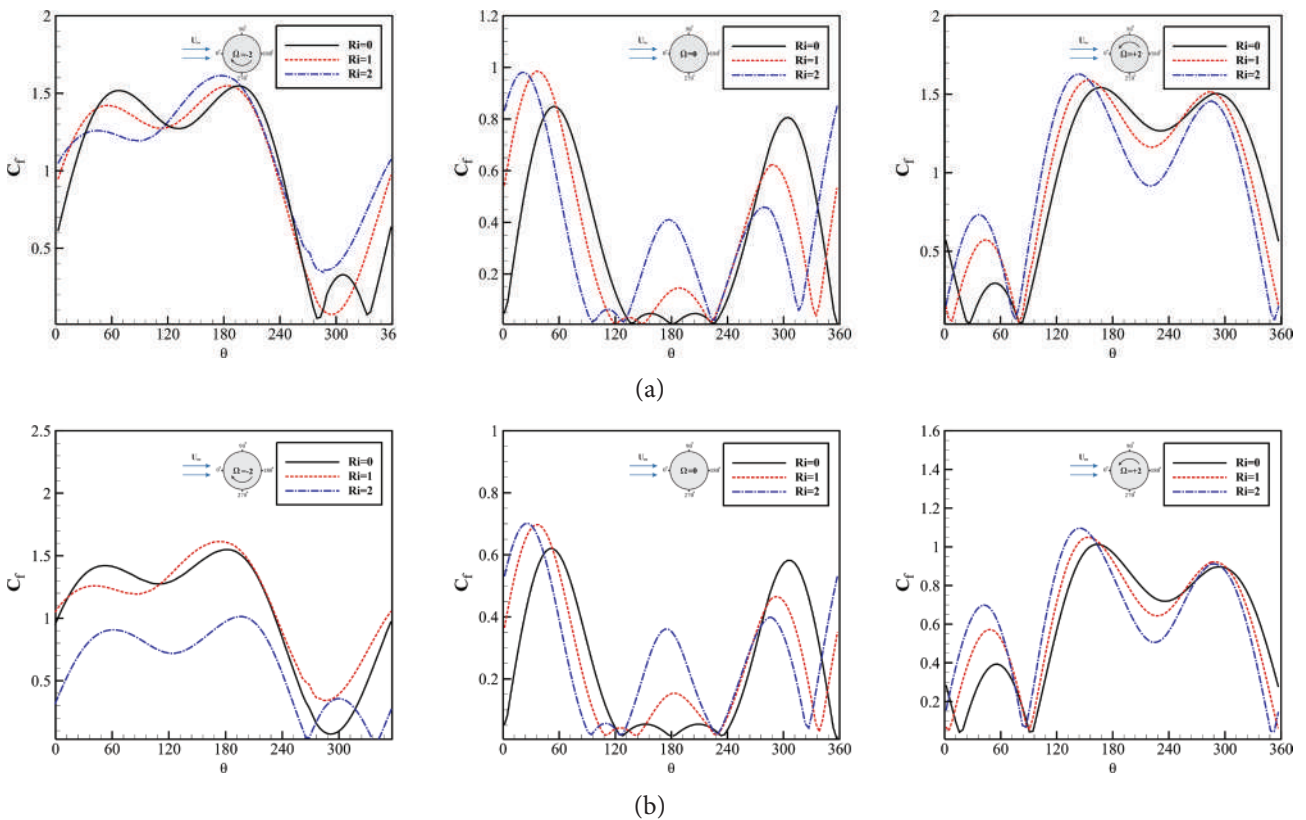 2
1.5
1
0.5
C_f
0 60 120 180 240 300 36
θ
U∞
Ω=-2
270°
Ri=0
Ri=1
Ri=2
1.2
1
0.8
0.6
0.4
0.2
C_f
0 60 120 180 240 300 360
θ
U∞
Ω=0
270°
Ri=0
Ri=1
Ri=2
2
1.5
1
0.5
C_f
0 60 120 180 240 300 360
θ
U∞
Ω=+2
270°
Ri=0
Ri=1
Ri=2
(a)
2.5
2
1.5
1
0.5
C_f
0 60 120 180 240 300
θ
U∞
Ω=-2
270°
Ri=0
Ri=1
Ri=2
1
0.8
0.6
0.4
0.2
C_f
0 60 120 180 240 300 360
θ
U∞
Ω=0
270°
Ri=0
Ri=1
Ri=2
1.6
1.4
1.2
1
0.8
0.6
0.4
0.2
C_f
0 60 120 180 240 300 360
θ
U∞
Ω=+2
270°
Ri=0
Ri=1
Ri=2
(b)